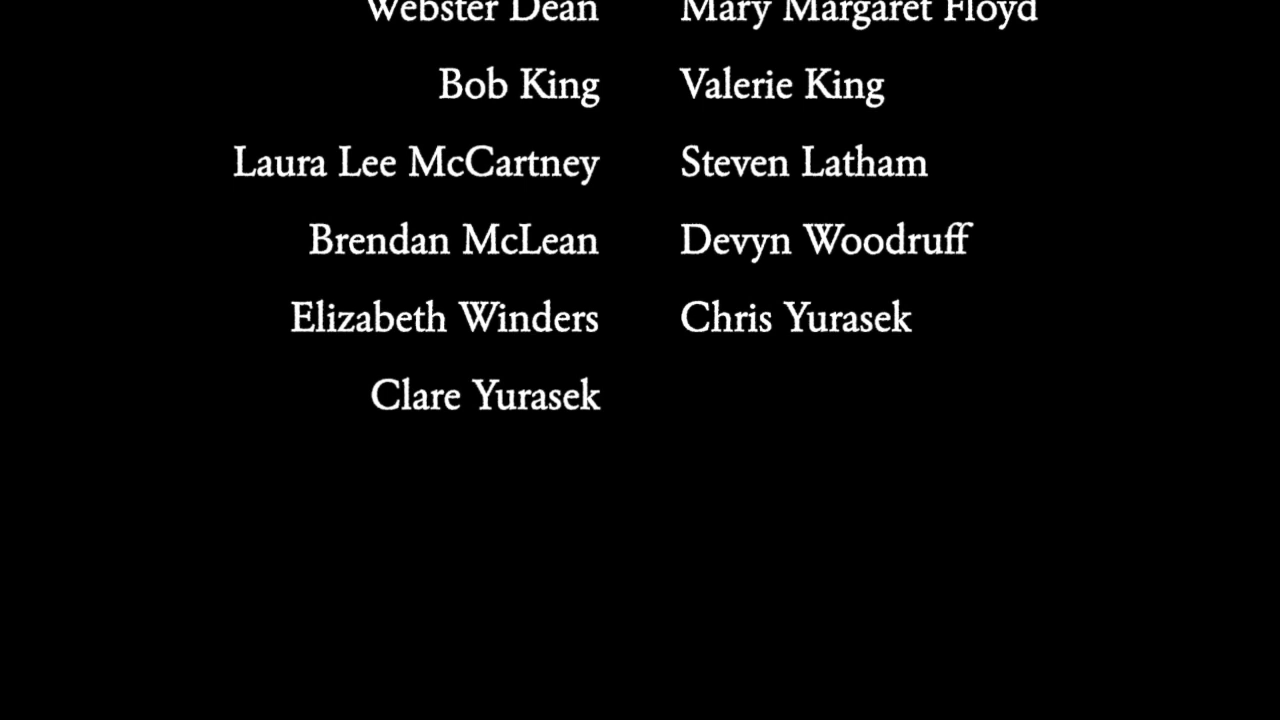 Webster Dean Mary Margaret Floyd
Bob King Valerie King
Laura Lee McCartney Steven Latham
Brendan McLean Devyn Woodruff
Elizabeth Winders Chris Yurasek
Clare Yurasek